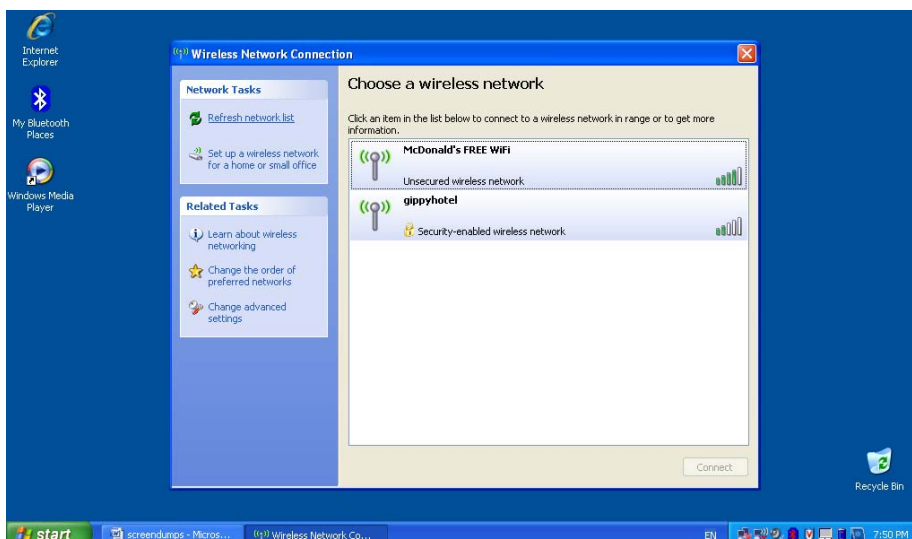 Internet
Explorer
My Bluetooth
Places
Windows Media
Player
Wireless Network Connection
Network Tasks
Refresh network list
Set up a wireless network
for a home or small office
Related Tasks
Learn about wireless
networking
Change the order of
preferred networks
Change advanced
settings
Choose a wireless network
Click an item in the list below to connect to a wireless network in range or to get more
information.
McDonald's FREE WiFi
Unsecured wireless network
gippyhotel
Security-enabled wireless network
Connect
Recycle Bin
start
screendumps - Micros...
Wireless Network Co...
EN
7:50 PM